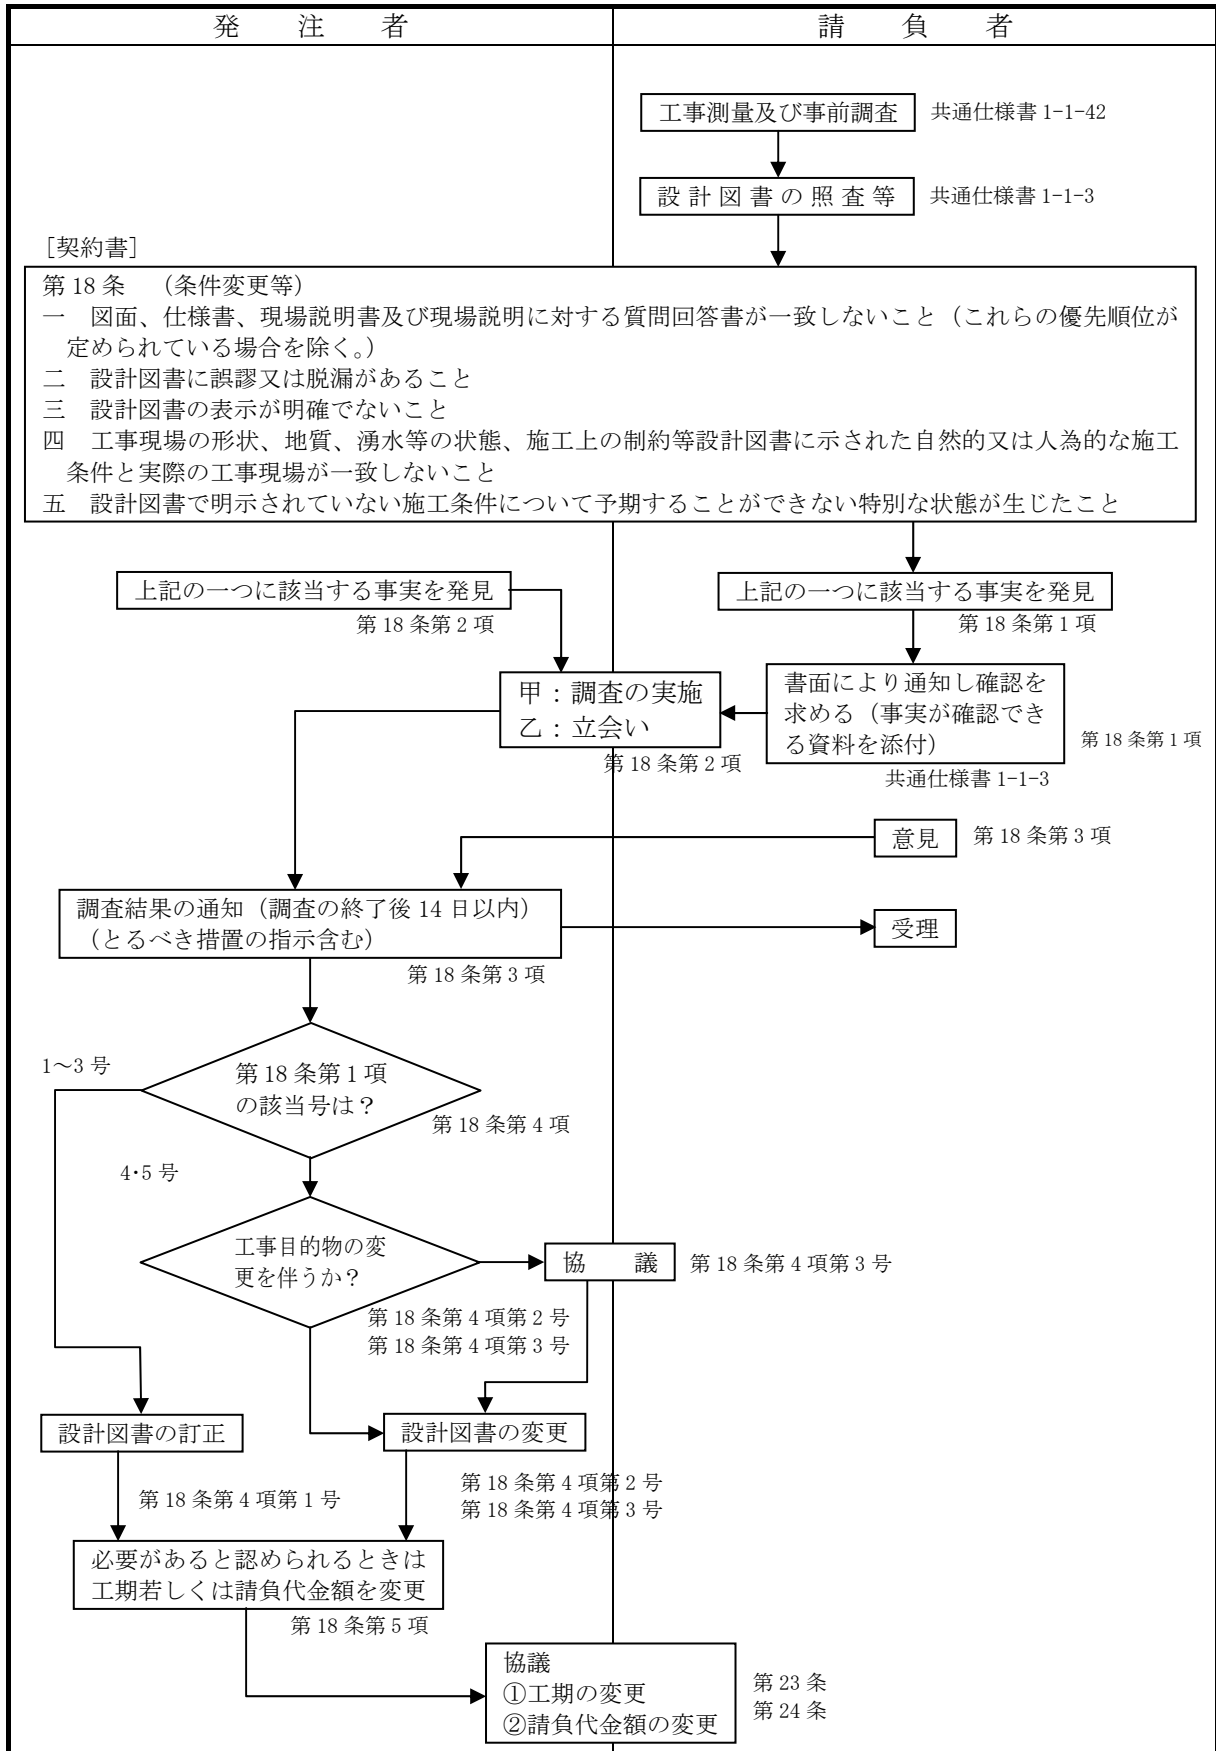 発 注 者
請 負 者
工事測量及び事前調査
共通仕様書 1-1-42
設計図書の照査等
共通仕様書 1-1-3
[契約書]
第 18 条 (条件変更等)
一 図面、仕様書、現場説明書及び現場説明に対する質問回答書が一致しないこと(これらの優先順位が
定められている場合を除く。)
二 設計図書に誤謬又は脱漏があること
三 設計図書の表示が明確でないこと
四 工事現場の形状、地質、湧水等の状態、施工上の制約等設計図書に示された自然的又は人為的な施工
条件と実際の工事現場が一致しないこと
五 設計図書で明示されていない施工条件について予期することができない特別な状態が生じたこと
上記の一つに該当する事実を発見
第 18 条第 2 項
上記の一つに該当する事実を発見
第 18 条第 1 項
甲:調査の実施
乙:立会い
第 18 条第 2 項
書面により通知し確認を
求める(事実が確認でき
る資料を添付)
第 18 条第 1 項
共通仕様書 1-1-3
意見
第 18 条第 3 項
調査結果の通知(調査の終了後 14 日以内)
(とるべき措置の指示含む)
第 18 条第 3 項
受理
1~3 号
第 18 条第 1 項
の該当号は?
第 18 条第 4 項
4・5 号
工事目的物の変
更を伴うか?
協 議
第 18 条第 4 項第 3 号
第 18 条第 4 項第 2 号
第 18 条第 4 項第 3 号
設計図書の訂正
設計図書の変更
第 18 条第 4 項第 1 号
第 18 条第 4 項第 2 号
第 18 条第 4 項第 3 号
必要があると認められるときは
工期若しくは請負代金額を変更
第 18 条第 5 項
協議
①工期の変更
②請負代金額の変更
第 23 条
第 24 条